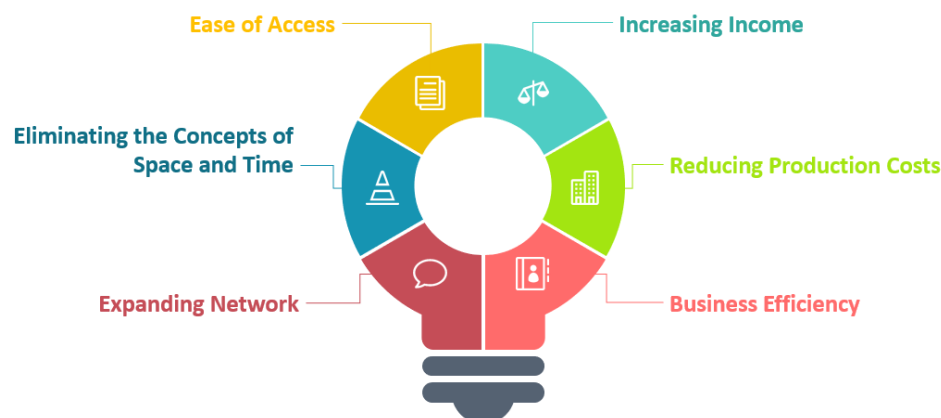 Ease of Access
Increasing Income
Eliminating the Concepts of
Space and Time
Reducing Production Costs
Expanding Network
Business Efficiency